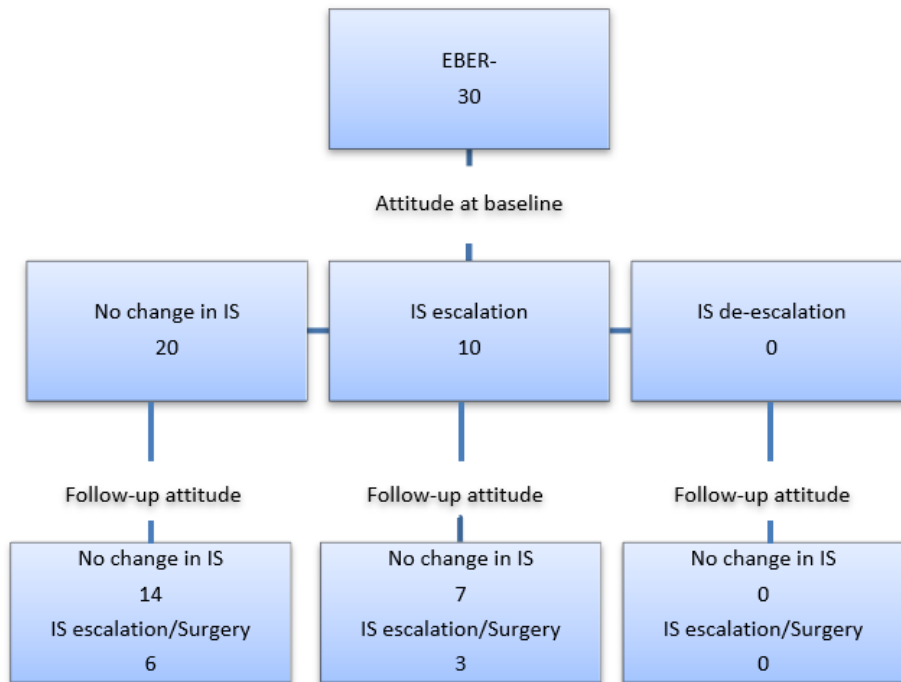 EBER-
30
Attitude at baseline
No change in IS
20
IS escalation
10
IS de-escalation
0
Follow-up attitude
Follow-up attitude
Follow-up attitude
No change in IS
14
IS escalation/Surgery
6
No change in IS
7
IS escalation/Surgery
3
No change in IS
0
IS escalation/Surgery
0